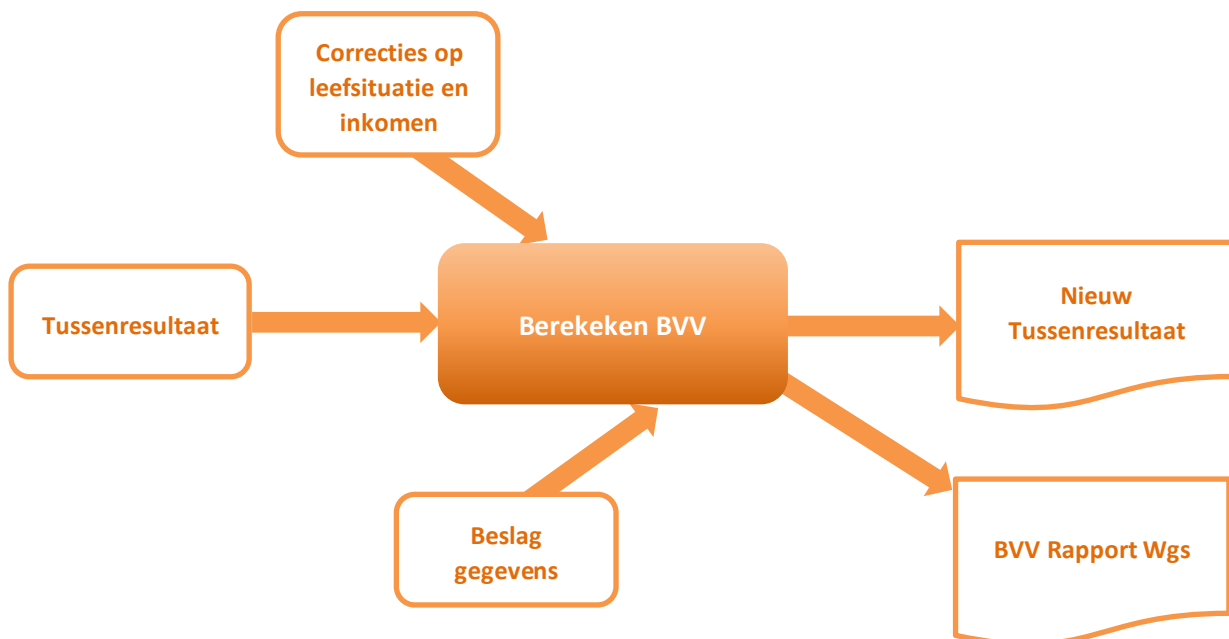 Correcties op
leefsituatie en
inkomen
Tussenresultaat
Berekeken BVV
Nieuw
Tussenresultaat
Beslag
gegevens
BVV Rapport Wgs